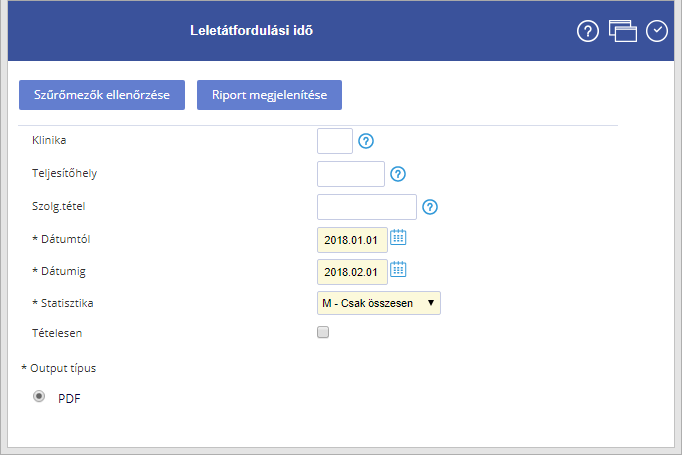 Leletátfordulási idő
Szűrőmezők ellenőrzése Riport megjelenítése
Klinika
Teljesítőhely
Szolg.tétel
* Dátumtól 2018.01.01
* Dátumig 2018.02.01
* Statisztika M - Csak összesen
Tételesen
* Output típus
PDF